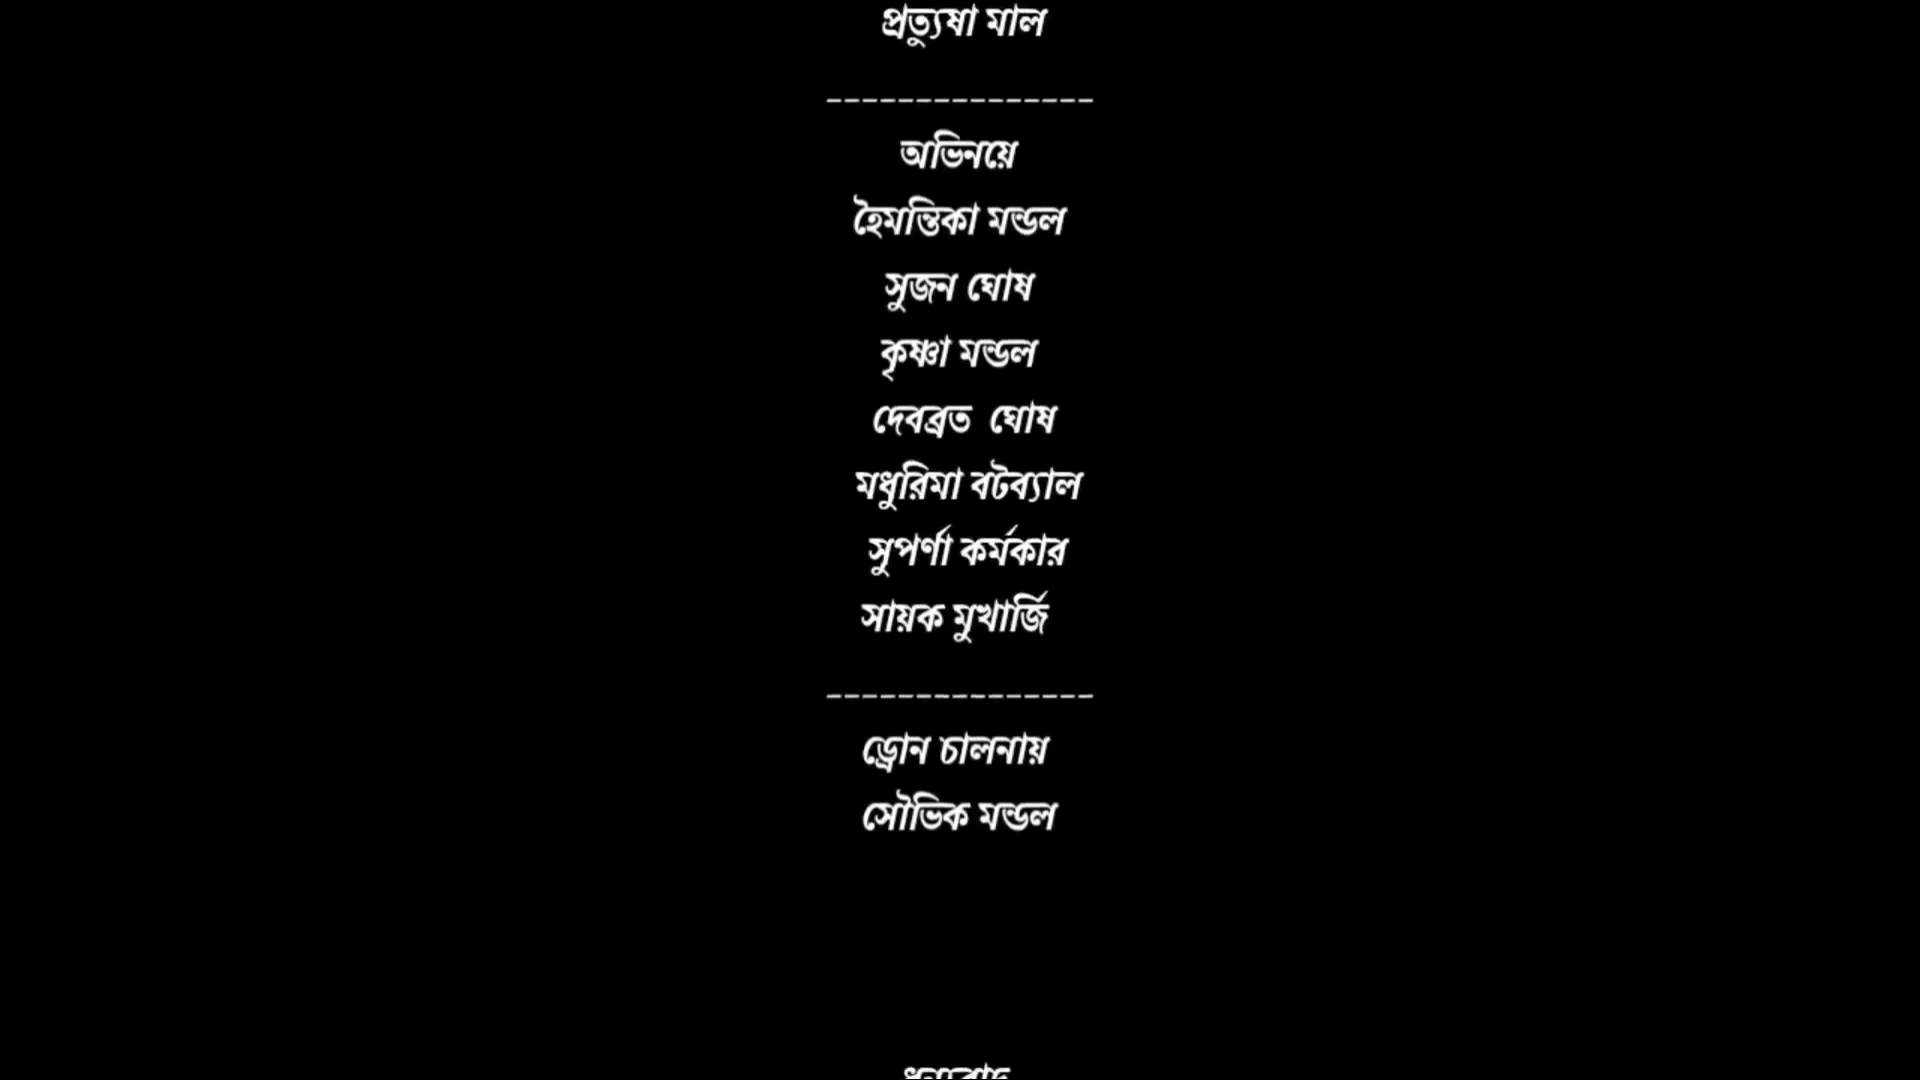 প্রত্যুষা মাল
---------------
অভিনয়ে
হৈমন্তিকা মন্ডল
সুজন ঘোষ
কৃষ্ণা মন্ডল
দেবব্রত ঘোষ
মধুরিমা বটব্যাল
সুপর্ণা কর্মকার
সায়ক মুখার্জি
---------------
ড্রোন চালনায়
সৌভিক মন্ডল